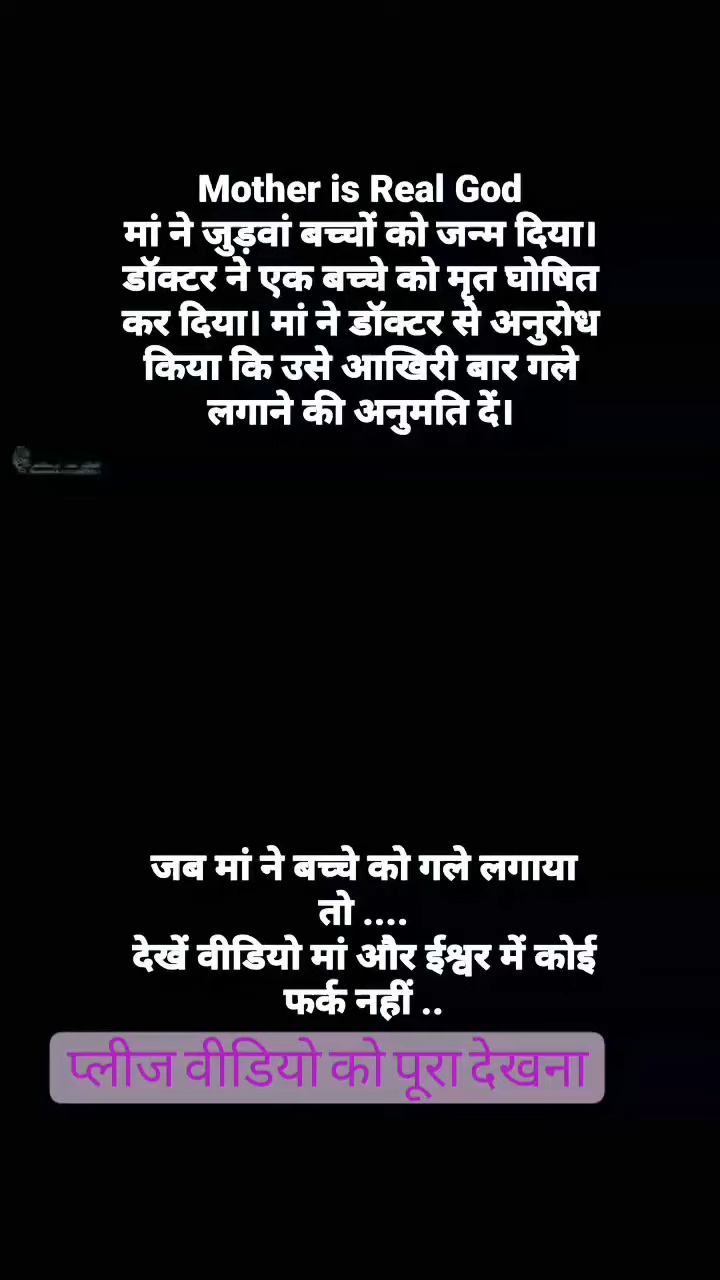 Mother is Real God
मां ने जुड़वां बच्चों को जन्म दिया।
डॉक्टर ने एक बच्चे को मृत घोषित
कर दिया। मां ने डॉक्टर से अनुरोध
किया कि उसे आखिरी बार गले
लगाने की अनुमति दें।
जब मां ने बच्चे को गले लगाया
तो ....
देखें वीडियो मां और ईश्वर में कोई
फर्क नहीं ..
प्लीज वीडियो को पूरा देखना